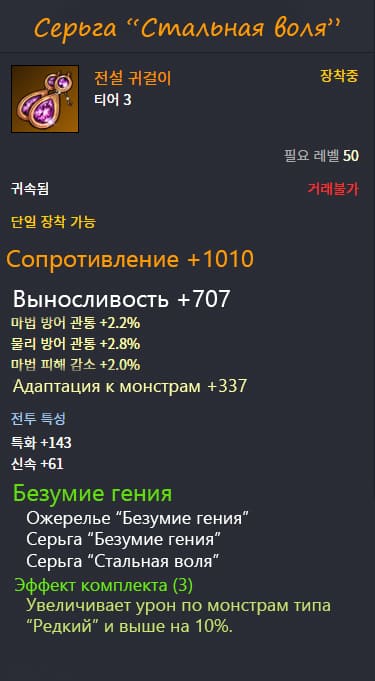 Серьга “Стальная воля”
전설 귀걸이
장착중
티어 3
필요 레벨 50
귀속됨
거래불가
단일 장착 가능
Сопротивление +1010
Выносливость +707
마법 방어 관통 +2.2%
물리 방어 관통 +2.8%
마법 피해 감소 +2.0%
Адаптация к монстрам +337
전투 특성
특화 +143
신속 +61
Безумие гения
Ожерелье “Безумие гения”
Серьга “Безумие гения”
Серьга “Стальная воля”
Эффект комплекта (3)
Увеличивает урон по монстрам типа
“Редкий” и выше на 10%.